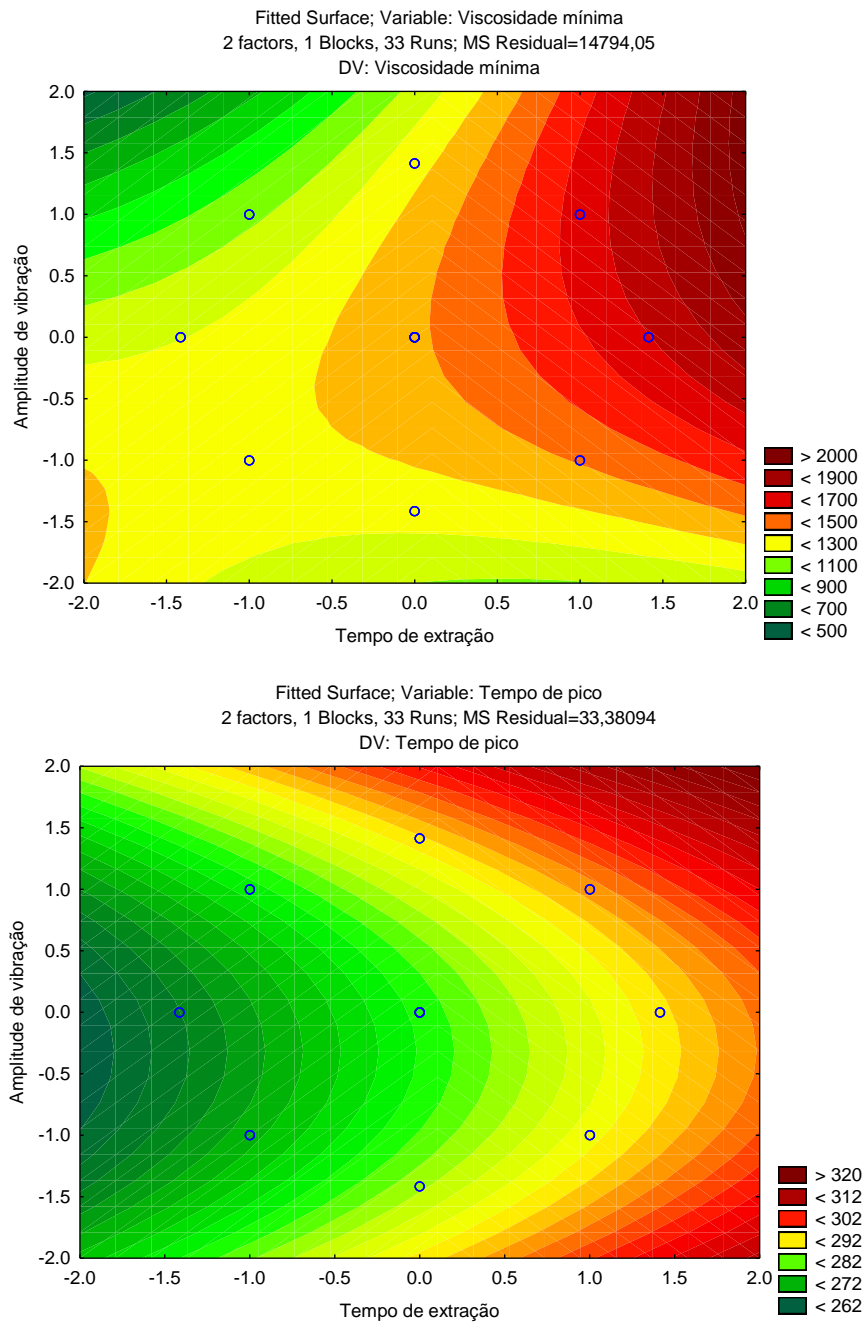 Fitted Surface; Variable: Viscosidade mínima
2 factors, 1 Blocks, 33 Runs; MS Residual=14794,05
DV: Viscosidade mínima
2.0
1.5
1.0
0.5
0.0
-0.5
-1.0
-1.5
-2.0
Amplitude de vibração
-2.0 -1.5 -1.0 -0.5 0.0 0.5 1.0 1.5 2.0
Tempo de extração
> 2000
< 1900
< 1700
< 1500
< 1300
< 1100
< 900
< 700
< 500
Fitted Surface; Variable: Tempo de pico
2 factors, 1 Blocks, 33 Runs; MS Residual=33,38094
DV: Tempo de pico
2.0
1.5
1.0
0.5
0.0
-0.5
-1.0
-1.5
-2.0
Amplitude de vibração
-2.0 -1.5 -1.0 -0.5 0.0 0.5 1.0 1.5 2.0
Tempo de extração
> 320
< 312
< 302
< 292
< 282
< 272
< 262